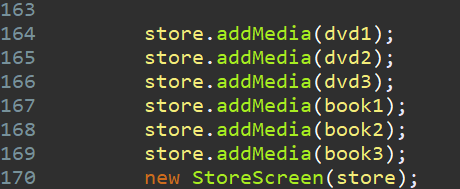 163
164 store.addMedia(dvd1);
165 store.addMedia(dvd2);
166 store.addMedia(dvd3);
167 store.addMedia(book1);
168 store.addMedia(book2);
169 store.addMedia(book3);
170 new StoreScreen(store);